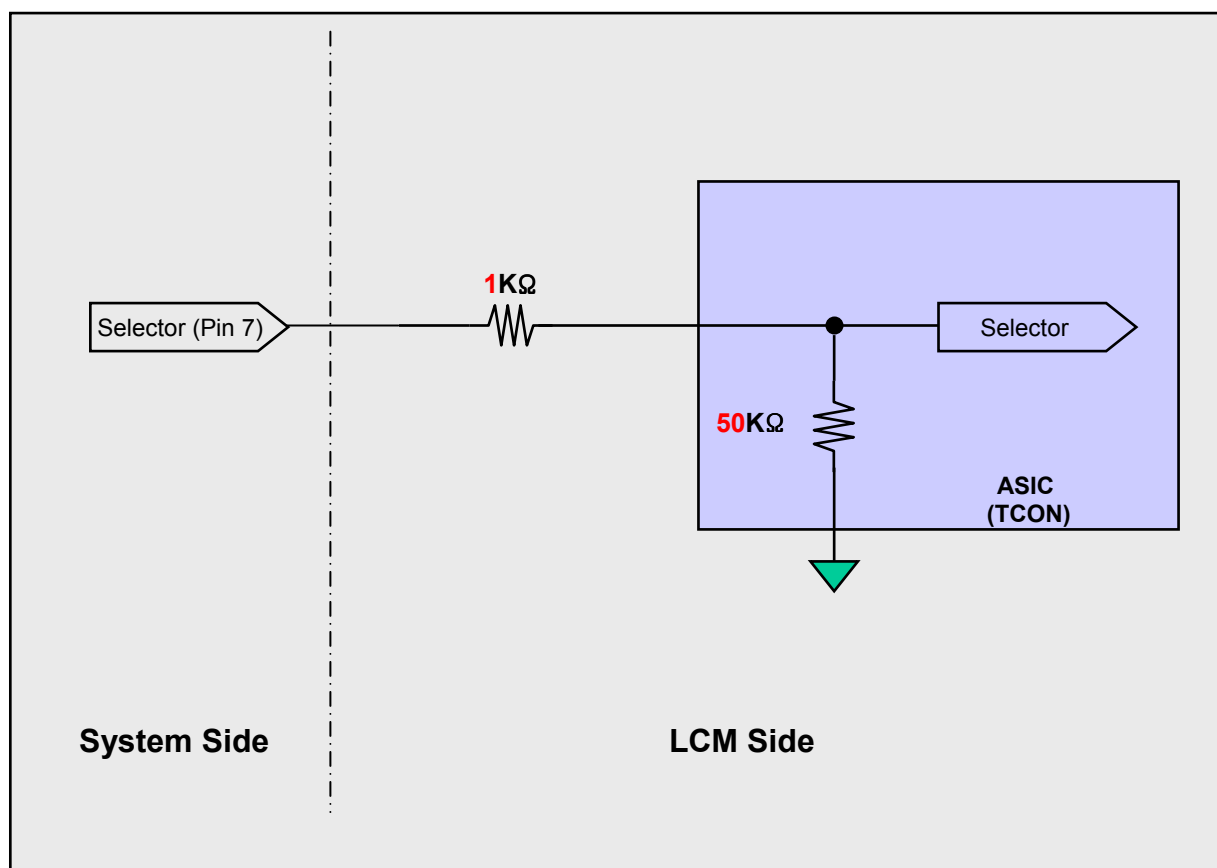 1KΩ
Selector (Pin 7)
Selector
50KΩ
ASIC
(TCON)
System Side
LCM Side